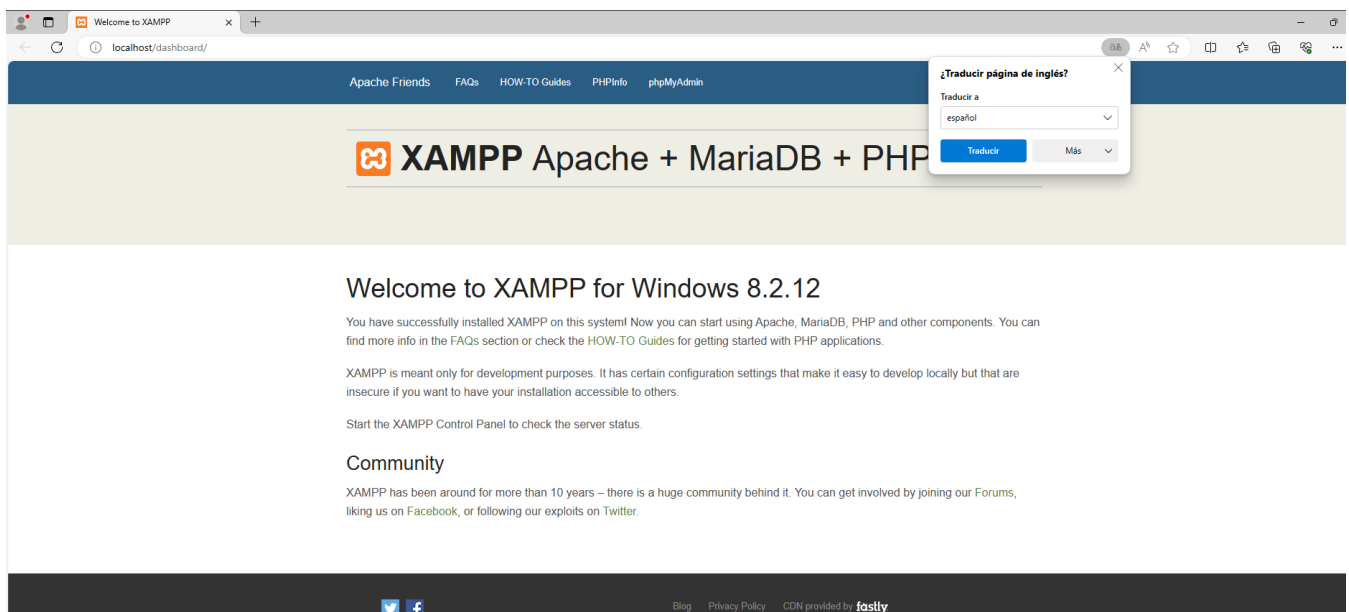 Welcome to XAMPP
localhost/dashboard/
Apache Friends FAQs HOW-TO Guides PHPInfo phpMyAdmin
¿Traducir página de inglés?
Traducir a
español
Traducir Más
XAMPP Apache + MariaDB + PHP
Welcome to XAMPP for Windows 8.2.12
You have successfully installed XAMPP on this system! Now you can start using Apache, MariaDB, PHP and other components. You can
find more info in the FAQs section or check the HOW-TO Guides for getting started with PHP applications.
XAMPP is meant only for development purposes. It has certain configuration settings that make it easy to develop locally but that are
insecure if you want to have your installation accessible to others.
Start the XAMPP Control Panel to check the server status.
Community
XAMPP has been around for more than 10 years – there is a huge community behind it. You can get involved by joining our Forums,
liking us on Facebook, or following our exploits on Twitter.
Blog Privacy Policy CDN provided by fastly